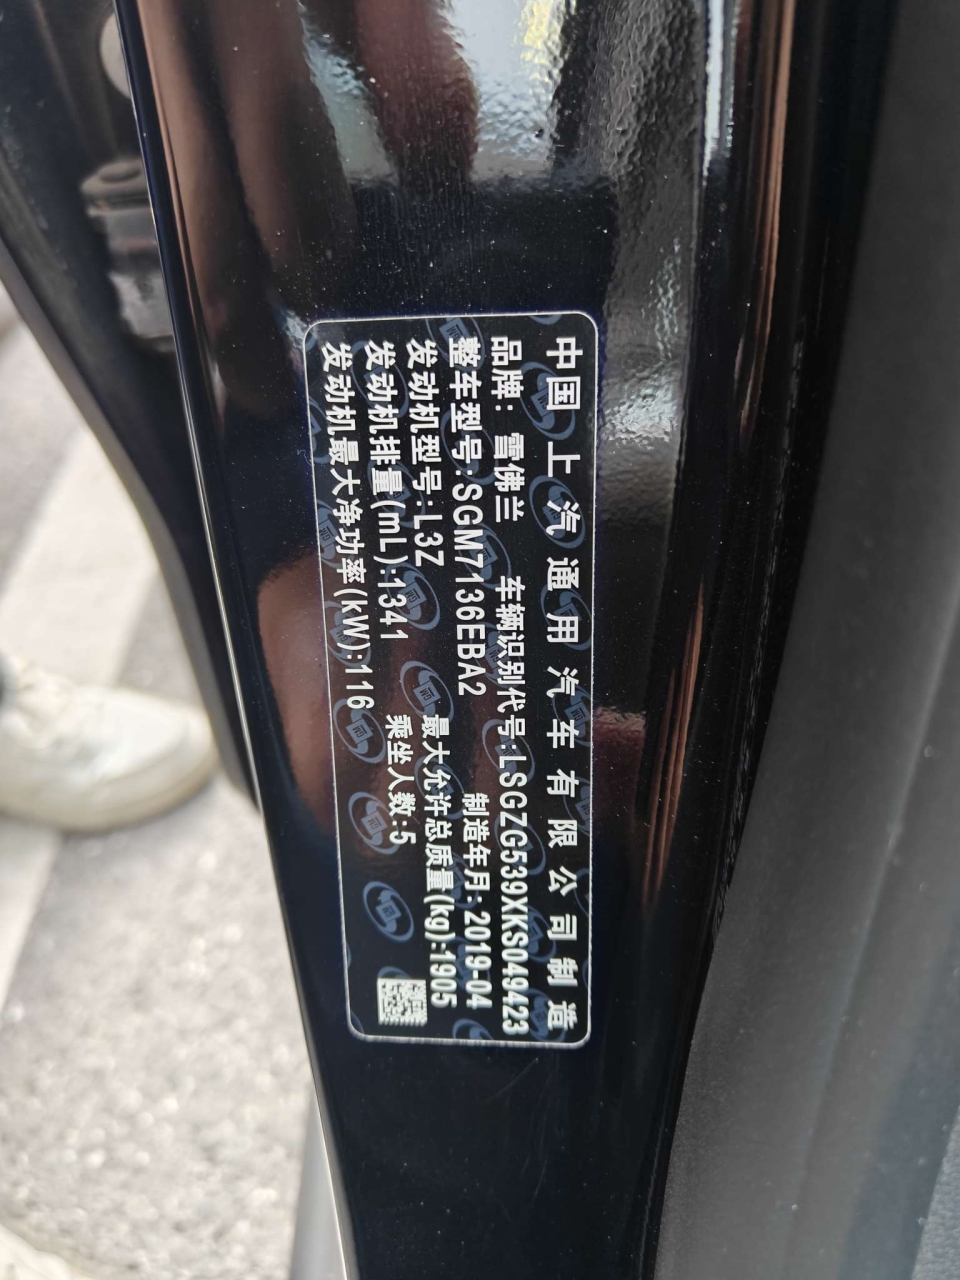 中国上汽通用汽车有限公司制造
品牌：雪佛兰 车辆识别代号:LSGZG539XKS049423
整车型号:SGM7136EBA2 制造年月:2019-04
发动机型号:L3Z 最大允许总质量(kg):1905
发动机排量(mL):1341 乘坐人数:5
发动机最大净功率(kW):116